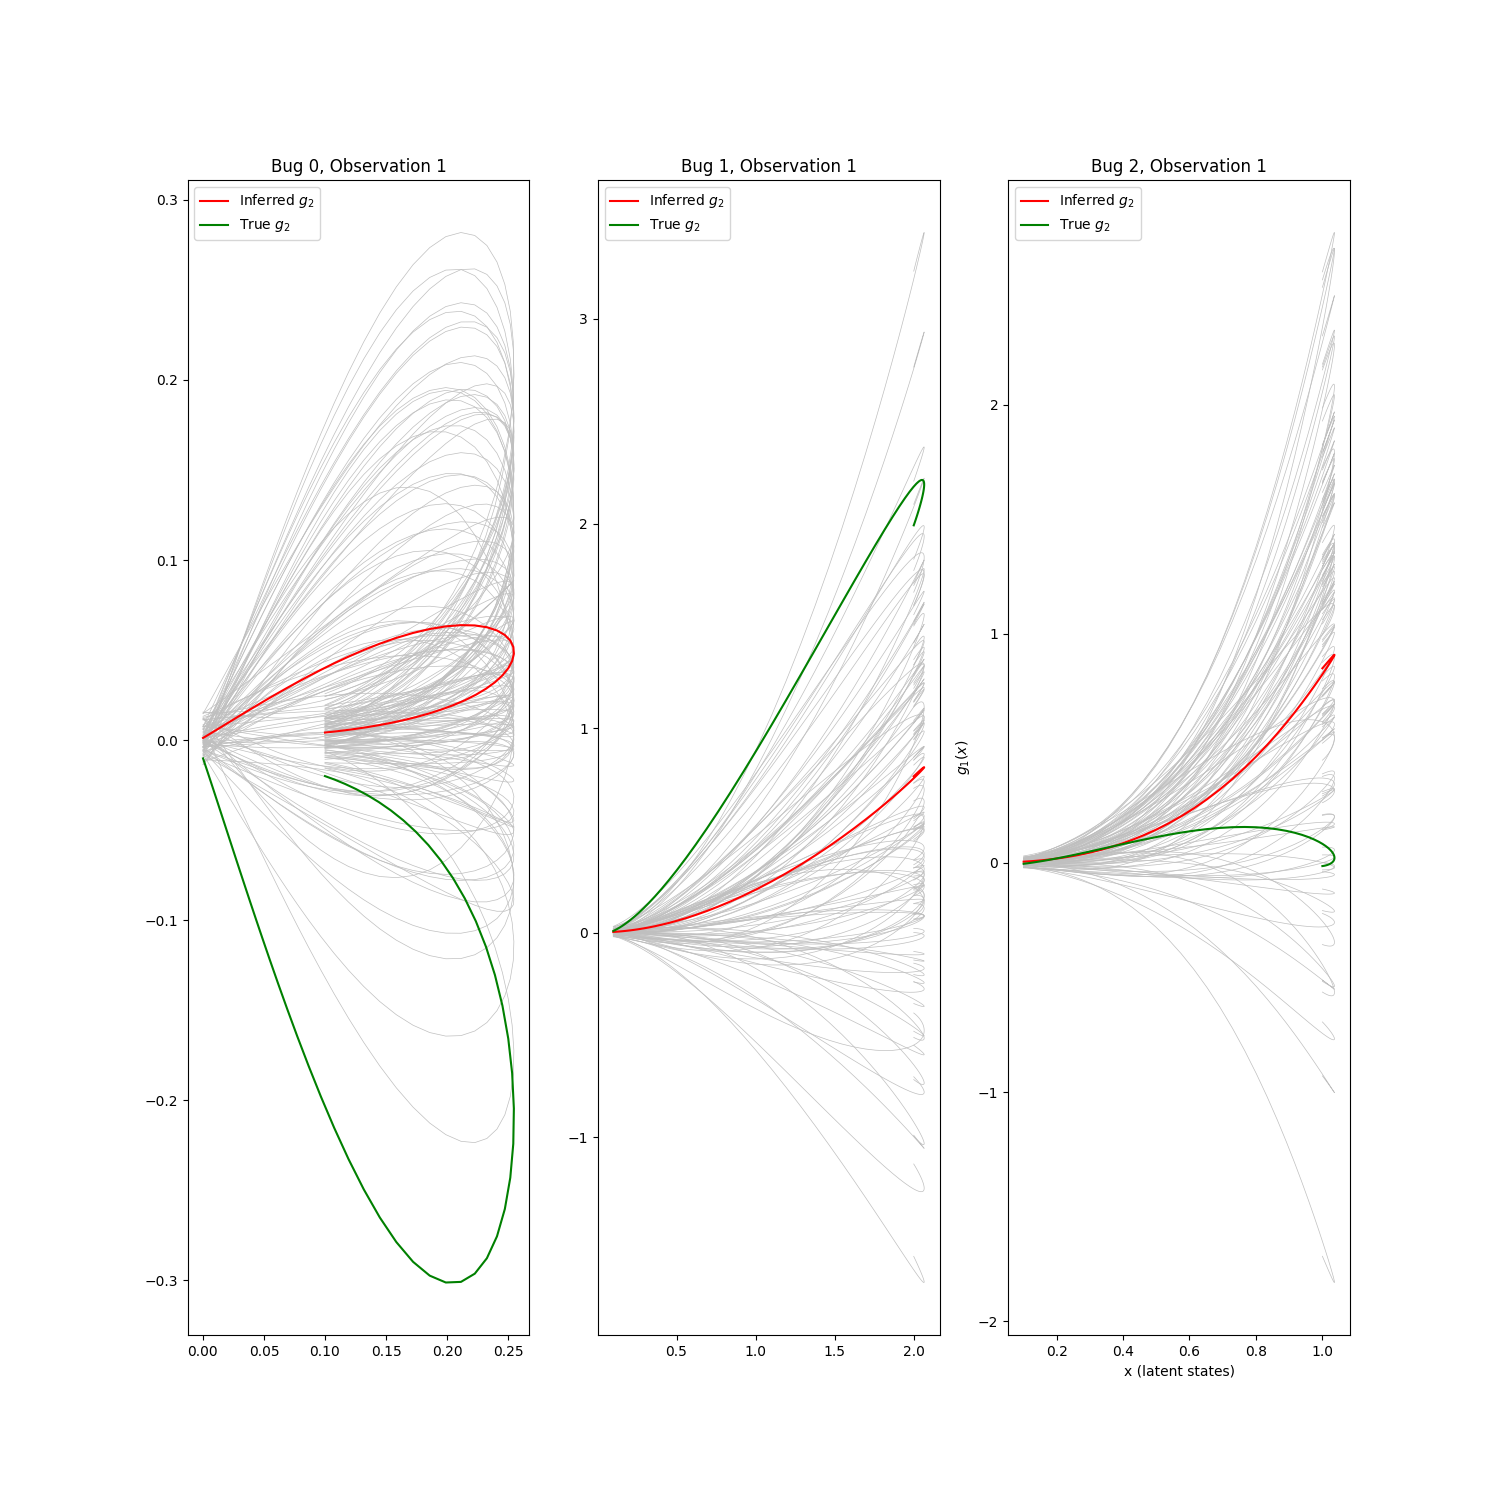 Bug 0, Observation 1
Inferred g₂
True g₂
0.3
0.2
0.1
0.0
−0.1
−0.2
−0.3
0.00 0.05 0.10 0.15 0.20 0.25
Bug 1, Observation 1
Inferred g₂
True g₂
3
2
1
0
−1
0.5 1.0 1.5 2.0
Bug 2, Observation 1
Inferred g₂
True g₂
g₁(x)
2
1
0
−1
−2
0.2 0.4 0.6 0.8 1.0
x (latent states)